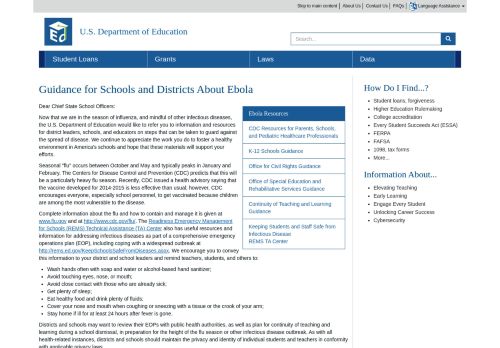 Skip to main content | About Us | Contact Us | FAQs | Language Assistance
U.S. Department of Education
Search...
Student Loans
Grants
Laws
Data
Guidance for Schools and Districts About Ebola
Dear Chief State School Officers:
Now that we are in the season of influenza, and mindful of other infectious diseases,
the U.S. Department of Education would like to refer you to information and resources
for district leaders, schools, and educators on steps that can be taken to guard against
the spread of disease. We continue to appreciate the work you do to foster a healthy
environment in America's schools and hope that these materials will support your
efforts.
Seasonal "flu" occurs between October and May and typically peaks in January and
February. The Centers for Disease Control and Prevention (CDC) predicts that this will
be a particularly heavy flu season. Recently, CDC issued a health advisory saying that
the vaccine developed for 2014-2015 is less effective than usual, however, CDC
encourages everyone, especially school personnel, to get vaccinated because children
are among the most vulnerable to the disease.
Complete information about the flu and how to contain and manage it is given at
www.flu.gov and at http://www.cdc.gov/flu/. The Readiness Emergency Management
for Schools (REMS) Technical Assistance (TA) Center also has useful resources and
information for addressing infectious diseases as part of a comprehensive emergency
operations plan (EOP), including coping with a widespread outbreak at
http://rems.ed.gov/KeepSchoolsSafeFromDiseases.aspx. We encourage you to convey
this information to your district and school leaders and remind teachers, students, and others to:
Wash hands often with soap and water or alcohol-based hand sanitizer;
Avoid touching eyes, nose, or mouth;
Avoid close contact with those who are already sick;
Get plenty of sleep;
Eat healthy food and drink plenty of fluids;
Cover your nose and mouth when coughing or sneezing with a tissue or the crook of your arm;
Stay home if ill for at least 24 hours after fever is gone.
Districts and schools may want to review their EOPs with public health authorities, as well as plan for continuity of teaching and
learning during a school dismissal, in preparation for the height of the flu season or other infectious disease outbreak. As with all
health-related instances, districts and schools should maintain the privacy and identity of individual students and teachers in conformity
with applicable privacy laws.
Ebola Resources
CDC Resources for Parents, Schools,
and Pediatric Healthcare Professionals
K-12 Schools Guidance
Office for Civil Rights Guidance
Office of Special Education and
Rehabilitative Services Guidance
Continuity of Teaching and Learning
Guidance
Keeping Students and Staff Safe from
Infectious Disease
REMS TA Center
How Do I Find...?
Student loans, forgiveness
Higher Education Rulemaking
College accreditation
Every Student Succeeds Act (ESSA)
FERPA
FAFSA
1098, tax forms
More...
Information About...
Elevating Teaching
Early Learning
Engage Every Student
Unlocking Career Success
Cybersecurity